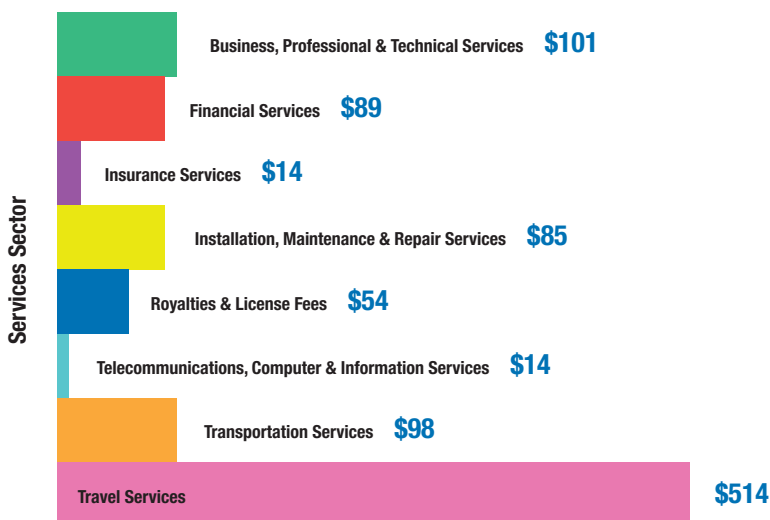 Services Sector
Business, Professional & Technical Services $101
Financial Services $89
Insurance Services $14
Installation, Maintenance & Repair Services $85
Royalties & License Fees $54
Telecommunications, Computer & Information Services $14
Transportation Services $98
Travel Services $514